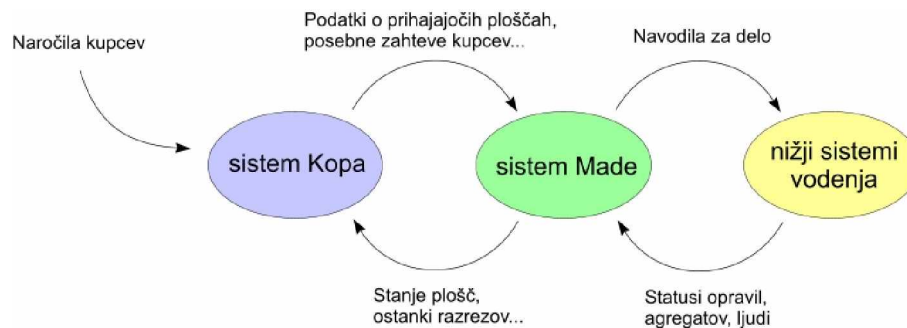 Naročila kupcev
Podatki o prihajajočih ploščah,
posebne zahteve kupcev...
Navodila za delo
sistem Kopa
sistem Made
nižji sistemi
vodenja
Stanje plošč,
ostanki razrezov...
Statusi opravil,
agregatov, ljudi